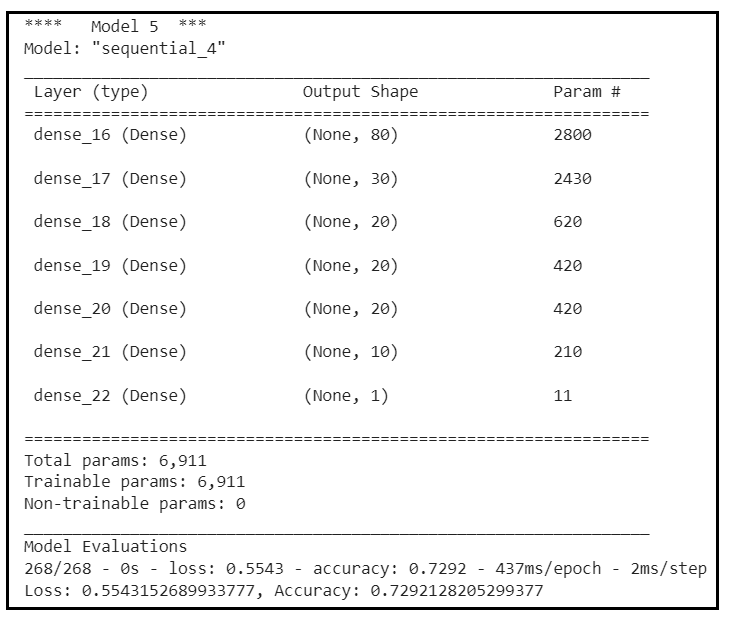 **** Model 5 ***
Model: "sequential_4"
_________________________________________________________________
Layer (type) Output Shape Param #
=================================================================
dense_16 (Dense) (None, 80) 2800
dense_17 (Dense) (None, 30) 2430
dense_18 (Dense) (None, 20) 620
dense_19 (Dense) (None, 20) 420
dense_20 (Dense) (None, 20) 420
dense_21 (Dense) (None, 10) 210
dense_22 (Dense) (None, 1) 11
=================================================================
Total params: 6,911
Trainable params: 6,911
Non-trainable params: 0
_________________________________________________________________
Model Evaluations
268/268 - 0s - loss: 0.5543 - accuracy: 0.7292 - 437ms/epoch - 2ms/step
Loss: 0.5543152689933777, Accuracy: 0.7292128205299377